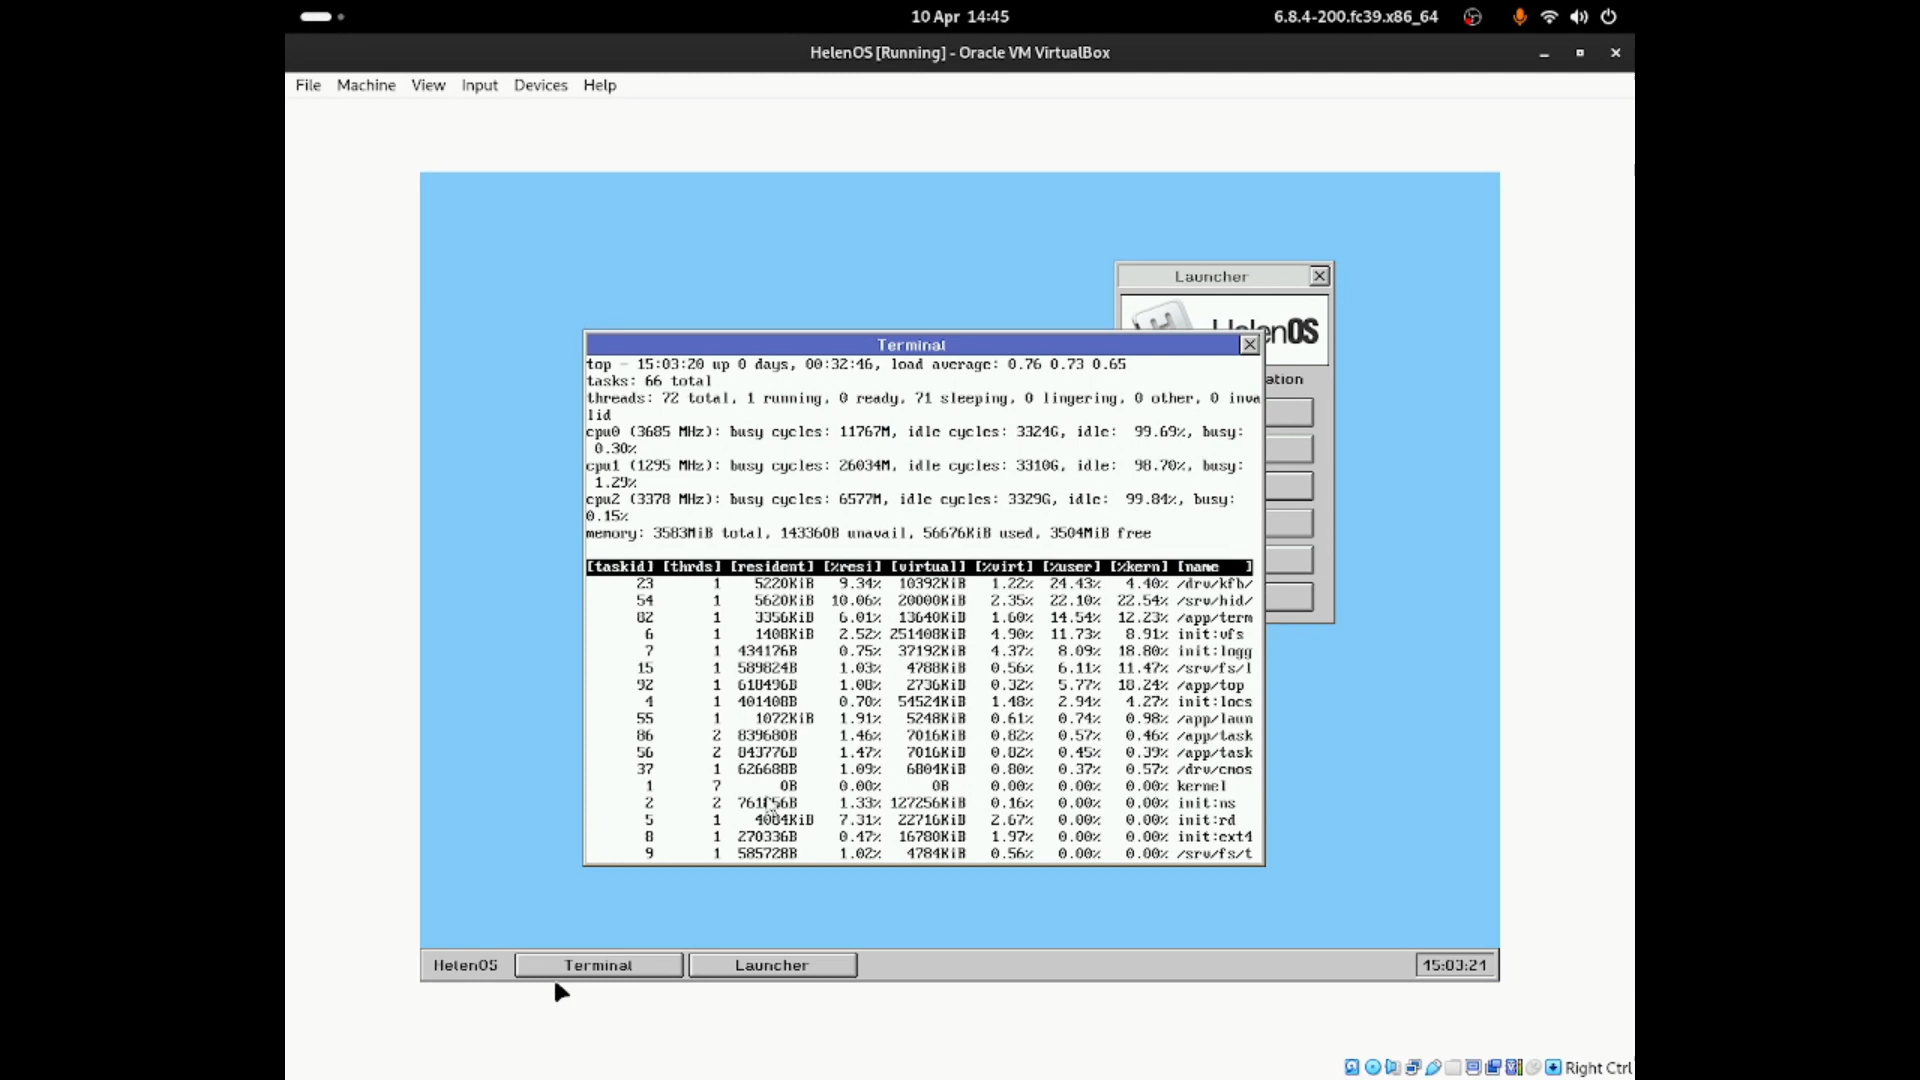 10 Apr 14:45
6.8.4-200.fc39.x86_64
HelenOS [Running] - Oracle VM VirtualBox
File Machine View Input Devices Help
Launcher
HelenOS
ation
Terminal
top - 15:03:20 up 0 days, 00:32:46, load average: 0.76 0.73 0.65
tasks: 66 total
threads: 72 total, 1 running, 0 ready, 71 sleeping, 0 lingering, 0 other, 0 inva
lid
cpu0 (3685 MHz): busy cycles: 11767M, idle cycles: 3324G, idle: 99.69%, busy:
0.30%
cpu1 (1295 MHz): busy cycles: 26034M, idle cycles: 3310G, idle: 98.70%, busy:
1.29%
cpu2 (3378 MHz): busy cycles: 6577M, idle cycles: 3329G, idle: 99.84%, busy:
0.15%
memory: 3583MiB total, 143360B unavail, 56676KiB used, 3504MiB free
[taskid] [thrds] [resident] [%resi] [virtual] [%virt] [%user] [%kern] [name ]
23 1 5220KiB 9.34% 10392KiB 1.22% 24.43% 4.40% /drv/kfb/
54 1 5620KiB 10.06% 20000KiB 2.35% 22.10% 22.54% /srv/hid/
82 1 3356KiB 6.01% 13640KiB 1.60% 14.54% 12.23% /app/term
6 1 1408KiB 2.52% 251408KiB 4.90% 11.73% 8.91% init:vfs
7 1 434176B 0.75% 37192KiB 4.37% 8.09% 18.80% init:logg
15 1 589824B 1.03% 4788KiB 0.56% 6.11% 11.47% /srv/fs/l
92 1 618496B 1.08% 2736KiB 0.32% 5.77% 18.24% /app/top
4 1 401408B 0.70% 54524KiB 1.48% 2.94% 4.27% init:locs
55 1 1072KiB 1.91% 5248KiB 0.61% 0.74% 0.98% /app/laun
86 2 839680B 1.46% 7016KiB 0.82% 0.57% 0.46% /app/task
56 2 843776B 1.47% 7016KiB 0.82% 0.45% 0.39% /app/task
37 1 626688B 1.09% 6804KiB 0.80% 0.37% 0.57% /drv/cmos
1 7 0B 0.00% 0B 0.00% 0.00% 0.00% kernel
2 2 1.33% 127256KiB 0.16% 0.00% 0.00% init:ns
5 1 7.31% 22716KiB 2.67% 0.00% 0.00% init:rd
8 1 270336B 0.47% 16780KiB 1.97% 0.00% 0.00% init:ext4
9 1 585728B 1.02% 4784KiB 0.56% 0.00% 0.00% /srv/fs/t
HelenOS Terminal Launcher 15:03:21
Right Ctrl